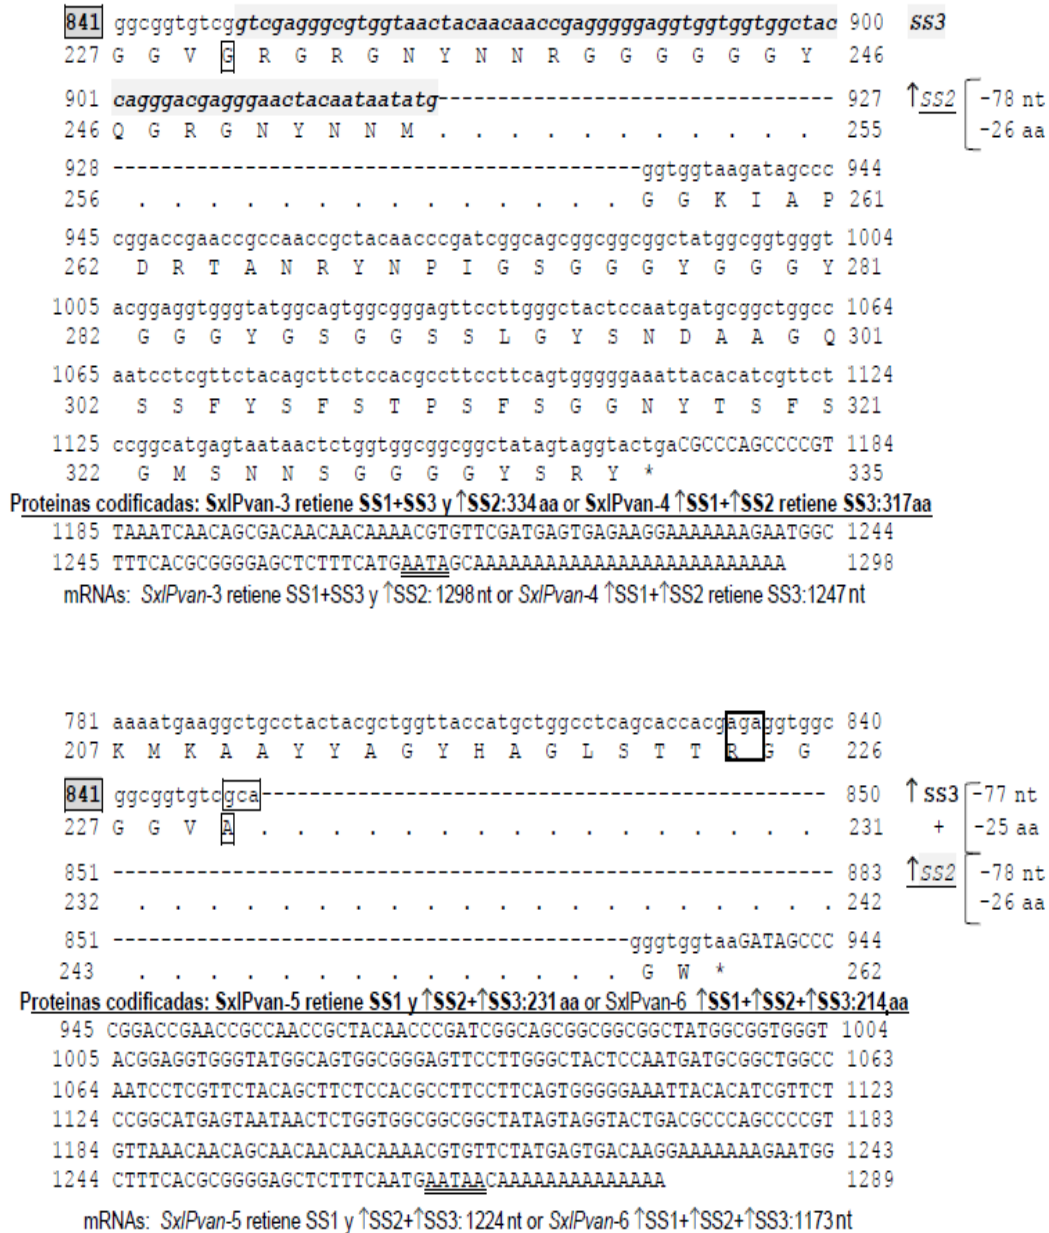 841 ggcggtgtcggtcgagggcgtggtaactacaacaaccgagggggaggtggtggtggctac 900 SS3
227 G G V G R G R G N Y N N R G G G G G G Y 246
901 cagggacgagggaactacaataatatg--------------------------------- 927 ↑SS2 -78 nt
246 Q G R G N Y N N M . . . . . . . . . . . 255 -26 aa
928 --------------------------------------------ggtggtaagatagccc 944
256 . . . . . . . . . . . . . . . G G K I A P 261
945 cggaccgaaccgccaaccgctacaacccgatcggcagcggcggcggctatggcggtgggt 1004
262 D R T A N R Y N P I G S G G G Y G G G Y 281
1005 acggaggtgggtatggcagtggcgggagttccttgggctactccaatgatgcggctggcc 1064
282 G G G Y G S G G S S L G Y S N D A A G Q 301
1065 aatcctcgttctacagcttctccacgccttccttcagtgggggaaattacacatcgttct 1124
302 S S F Y S F S T P S F S G G N Y T S F S 321
1125 ccggcatgagtaataactctggtggcggcggctatagtaggtactgaCGCCCAGCCCCGT 1184
322 G M S N N S G G G G Y S R Y * 335
Proteinas codificadas: SxlPvan-3 retiene SS1+SS3 y ↑SS2:334 aa or SxlPvan-4 ↑SS1+↑SS2 retiene SS3:317aa
1185 TAAATCAACAGCGACAACAACAAAACGTGTTCGATGAGTGAGAAGGAAAAAAAGAATGGC 1244
1245 TTTCACGCGGGGAGCTCTTTCATGAATAGCAAAAAAAAAAAAAAAAAAAAAAAAAA 1298
mRNAs: SxlPvan-3 retiene SS1+SS3 y ↑SS2: 1298 nt or SxlPvan-4 ↑SS1+↑SS2 retiene SS3:1247 nt
781 aaaatgaaggctgcctactacgctggttaccatgctggcctcagcaccacgagaggtggc 840
207 K M K A A Y Y A G Y H A G L S T T R G G 226
841 ggcggtgtcgca----------------------------------------------- 850 ↑SS3 -77 nt
227 G G V A . . . . . . . . . . . . . . . . 231 + -25 aa
851 ------------------------------------------------------------ 883 ↑SS2 -78 nt
232 . . . . . . . . . . . . . . . . . . . . 242 -26 aa
851 -------------------------------------------gggtggtaaGATAGCCC 944
243 . . . . . . . . . . . . . . G W * 262
Proteinas codificadas: SxlPvan-5 retiene SS1 y ↑SS2+↑SS3:231 aa or SxlPvan-6 ↑SS1+↑SS2+↑SS3:214,aa
945 CGGACCGAACCGCCAACCGCTACAACCCGATCGGCAGCGGCGGCGGCTATGGCGGTGGGT 1004
1005 ACGGAGGTGGGTATGGCAGTGGCGGGAGTTCCTTGGGCTACTCCAATGATGCGGCTGGCC 1063
1064 AATCCTCGTTCTACAGCTTCTCCACGCCTTCCTTCAGTGGGGGAAATTACACATCGTTCT 1123
1124 CCGGCATGAGTAATAACTCTGGTGGCGGCGGCTATAGTAGGTACTGACGCCCAGCCCCGT 1183
1184 GTTAAACAACAGCAACAACAACAAAACGTGTTCTATGAGTGACAAGGAAAAAAAGAATGG 1243
1244 CTTTCACGCGGGGAGCTCTTTCAATGAATAACAAAAAAAAAAAAAAA 1289
mRNAs: SxlPvan-5 retiene SS1 y ↑SS2+↑SS3: 1224 nt or SxlPvan-6 ↑SS1+↑SS2+↑SS3:1173 nt